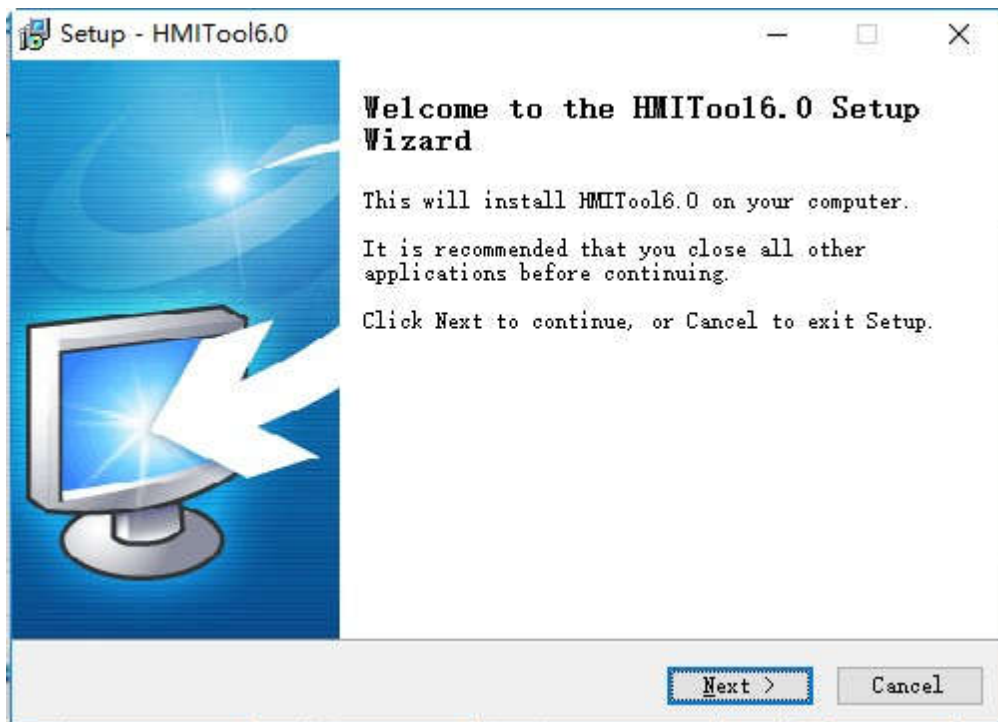 Setup - HMITool6.0
Welcome to the HMITool6.0 Setup
Wizard
This will install HMITool6.0 on your computer.
It is recommended that you close all other
applications before continuing.
Click Next to continue, or Cancel to exit Setup.
Next >
Cancel